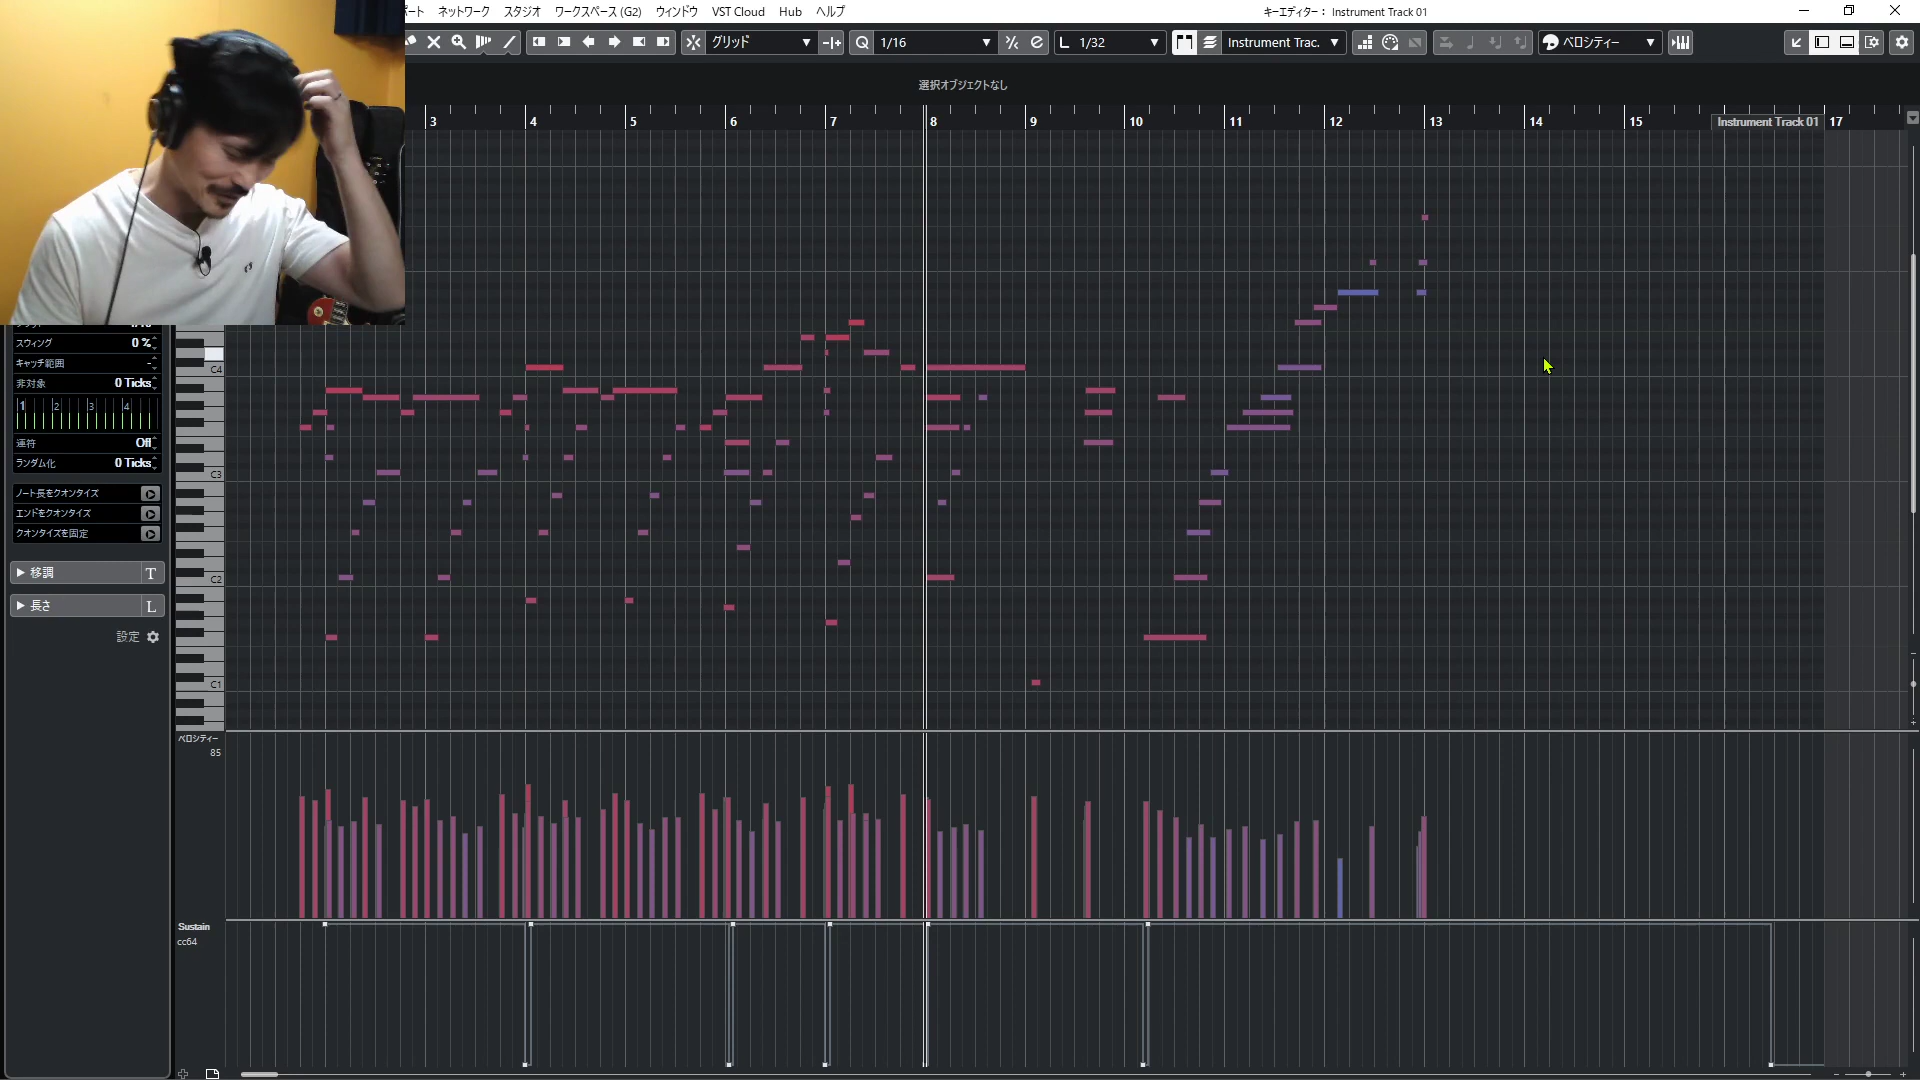 ポート ネットワーク スタジオ ワークスペース (G2) ウィンドウ VST Cloud Hub ヘルプ
キーエディター： Instrument Track 01
グリッド
1/16
L 1/32
Instrument Trac.
ベロシティー
選択オブジェクトなし
3 4 5 6 7 8 9 10 11 12 13 14 15 Instrument Track 01 17
スウィング 0 %
キャッチ範囲 -
非対象 0 Ticks
1 2 3 4
連符 Off
ランダム化 0 Ticks
ノート長をクオンタイズ
エンドをクオンタイズ
クオンタイズを固定
移調 T
長さ L
設定
C4
C3
C2
C1
ベロシティー
85
Sustain
cc64